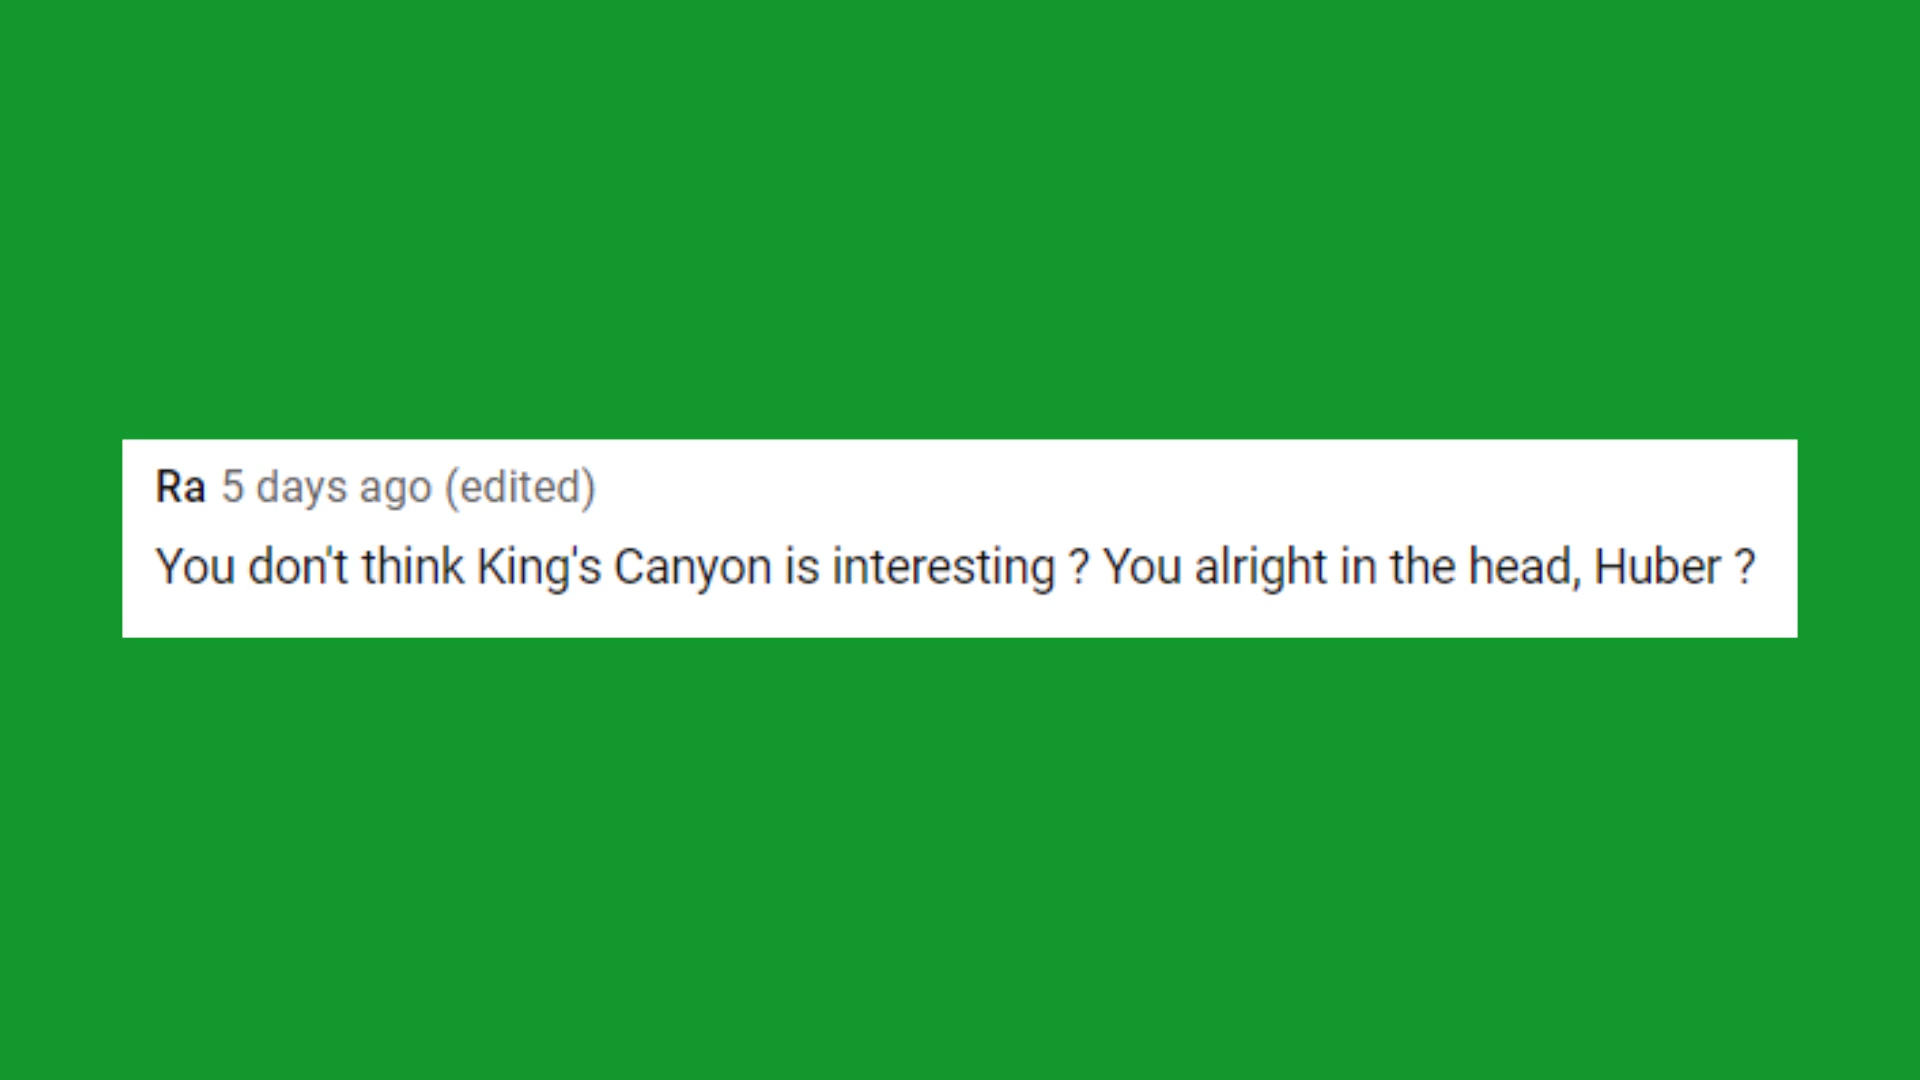 Ra 5 days ago (edited)
You don't think King's Canyon is interesting ? You alright in the head, Huber ?